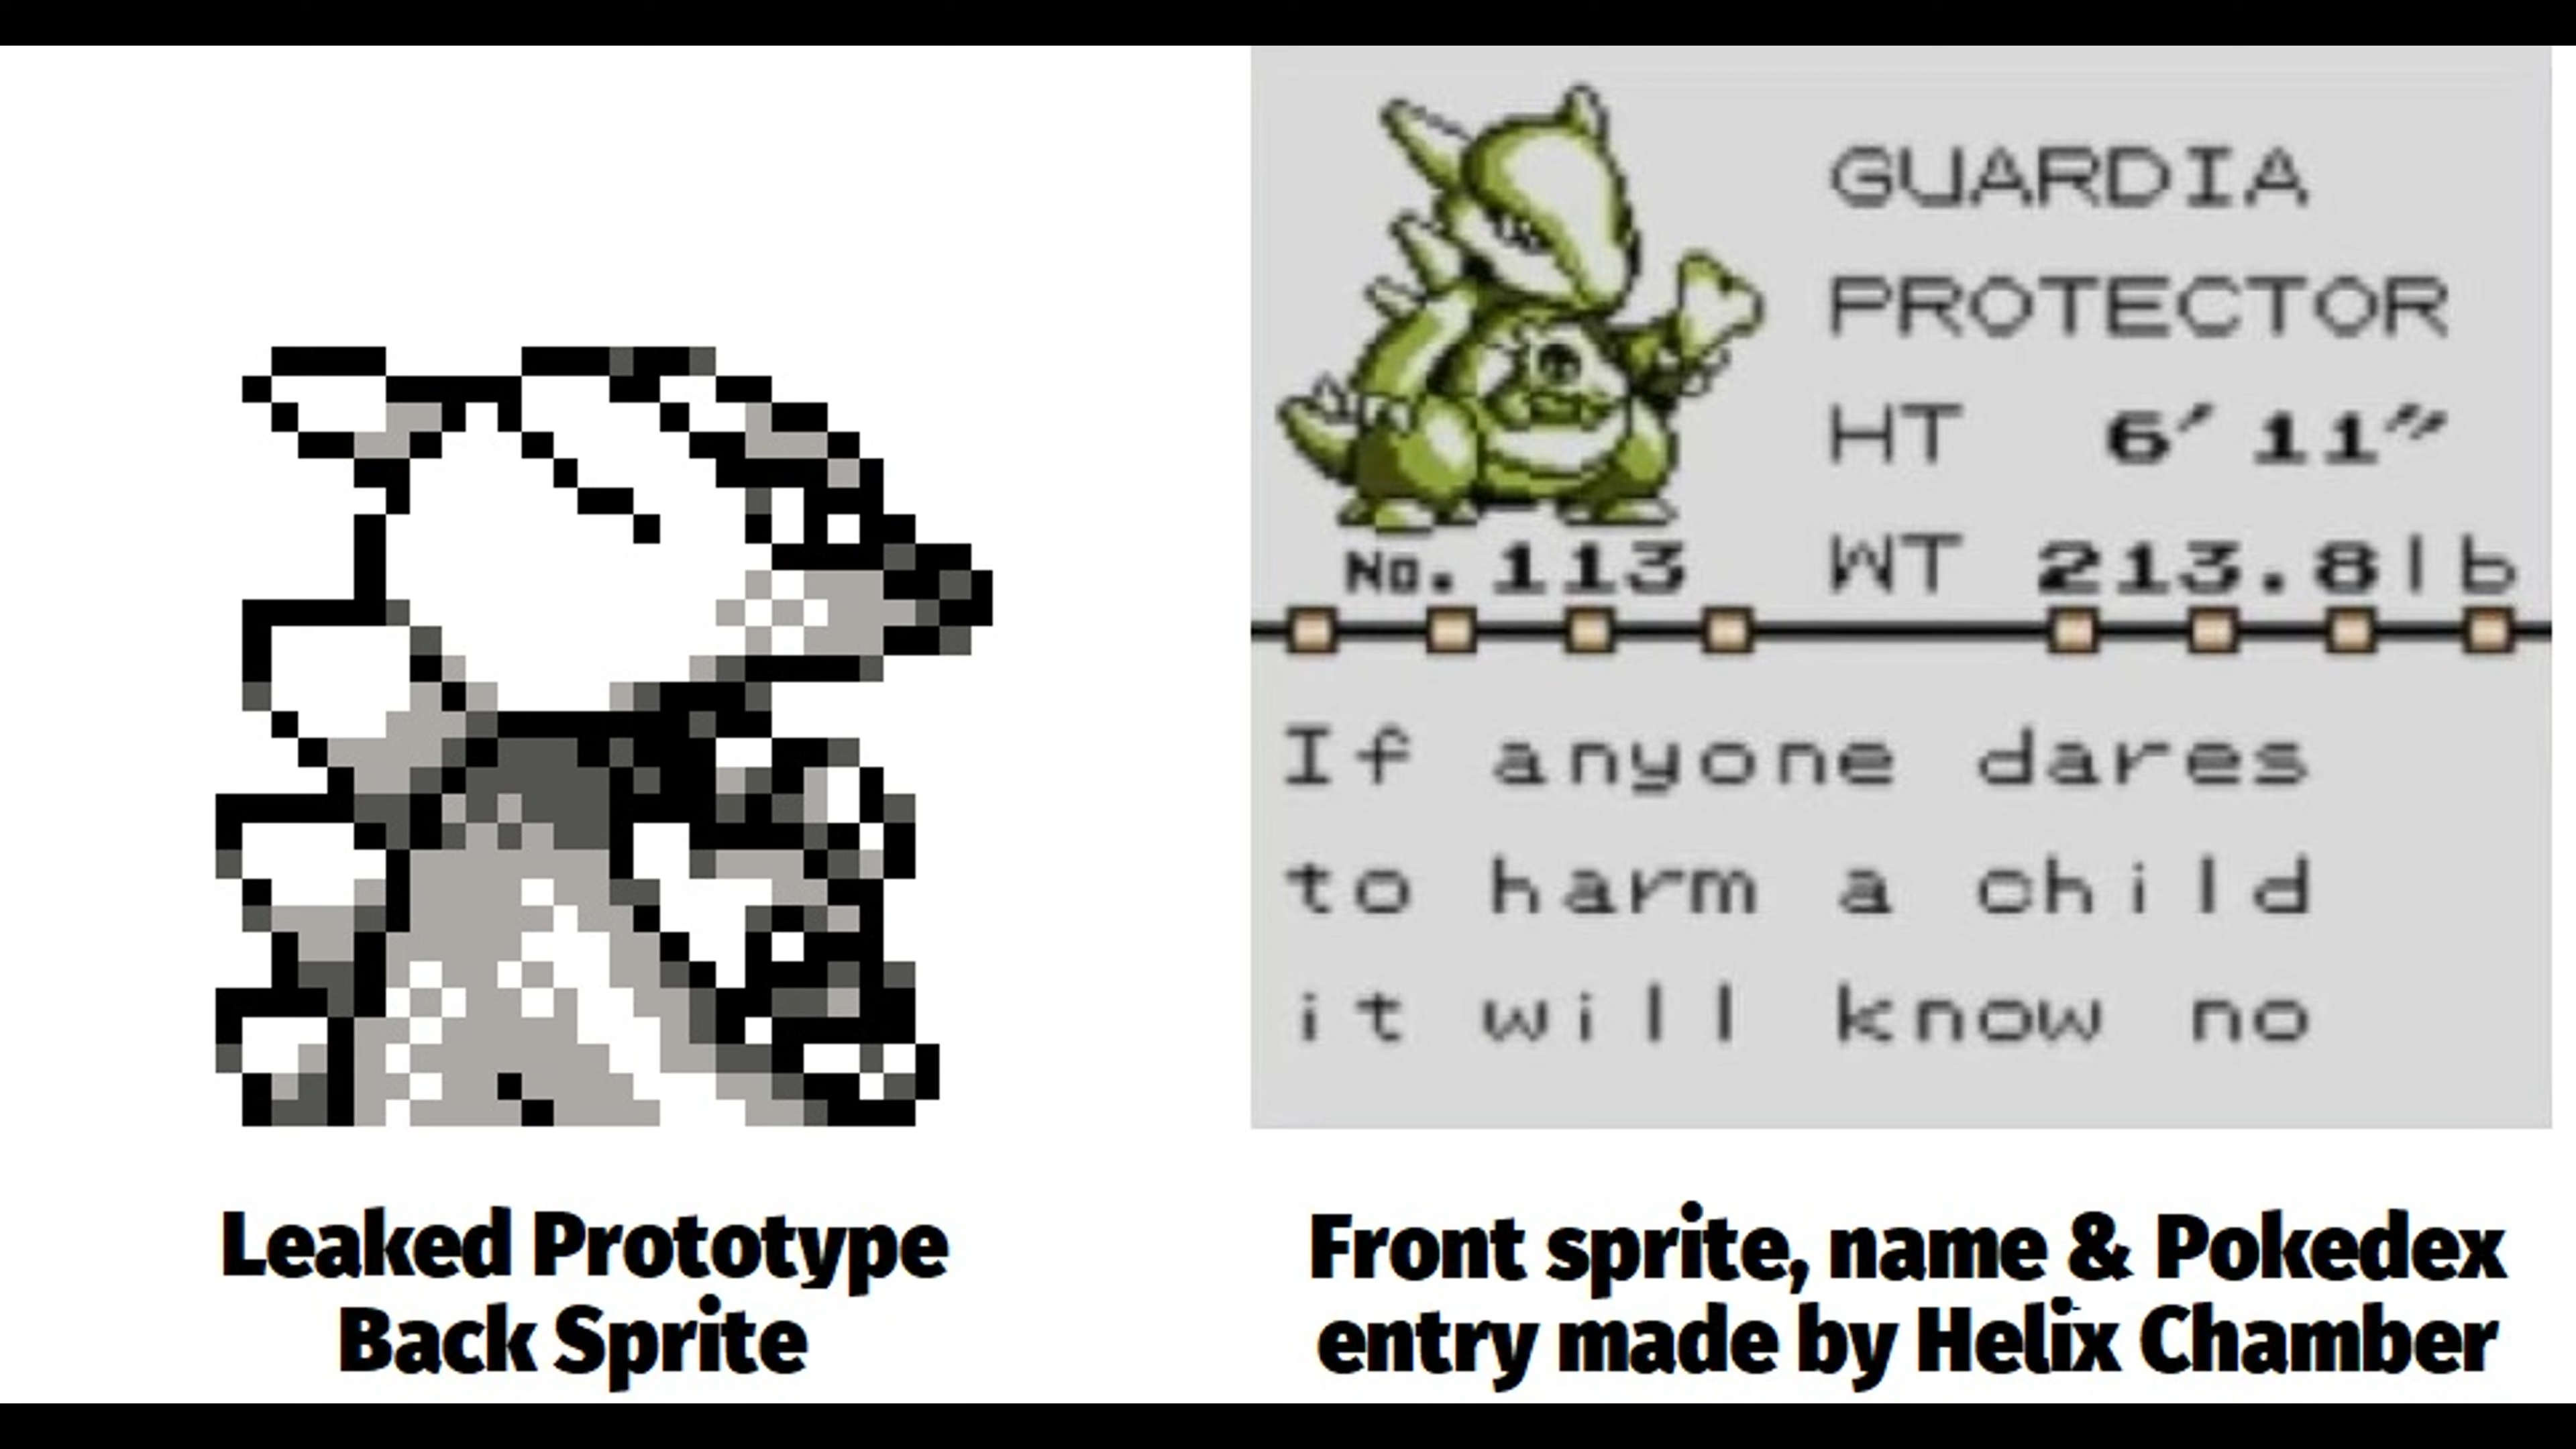 GUARDIA
PROTECTOR
HT 6′11″
No.113 WT 213.8lb
If anyone dares
to harm a child
it will know no
Leaked Prototype
Back Sprite
Front sprite, name & Pokedex
entry made by Helix Chamber